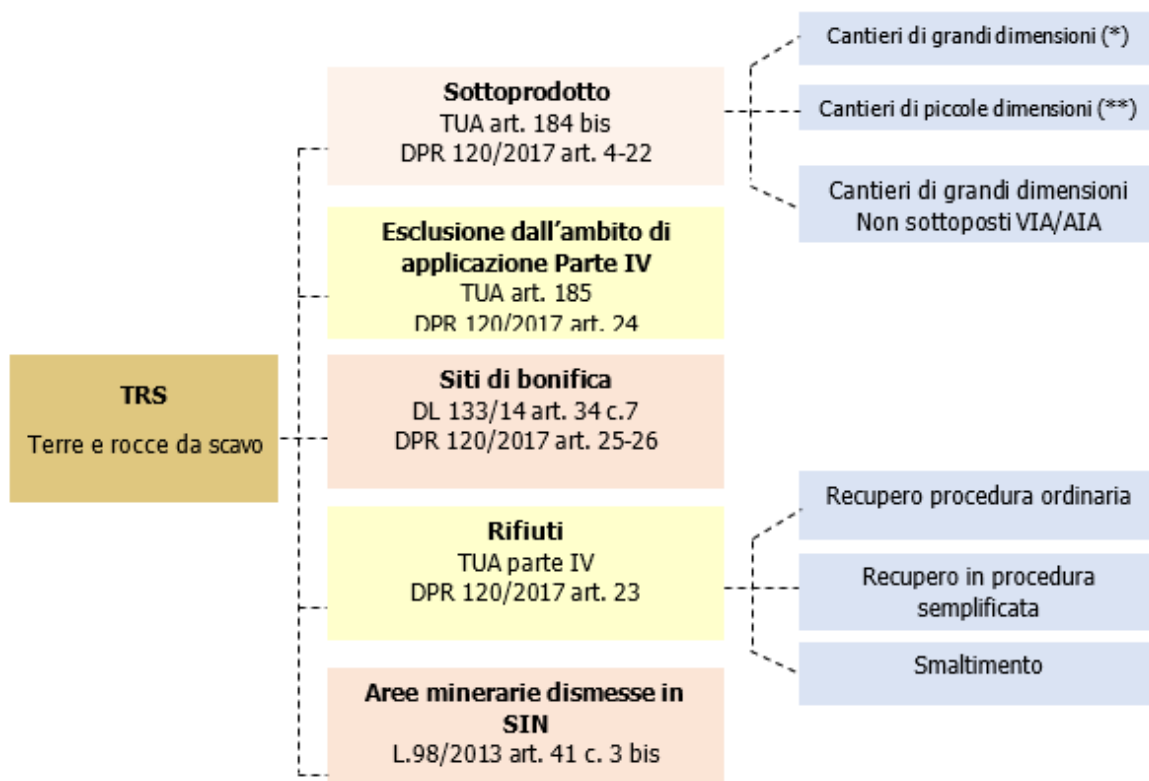 TRS
Terre e rocce da scavo
Sottoprodotto
TUA art. 184 bis
DPR 120/2017 art. 4-22
Cantieri di grandi dimensioni (*)
Cantieri di piccole dimensioni (**)
Cantieri di grandi dimensioni
Non sottoposti VIA/AIA
Esclusione dall'ambito di
applicazione Parte IV
TUA art. 185
DPR 120/2017 art. 24
Siti di bonifica
DL 133/14 art. 34 c.7
DPR 120/2017 art. 25-26
Rifiuti
TUA parte IV
DPR 120/2017 art. 23
Recupero procedura ordinaria
Recupero in procedura
semplificata
Smaltimento
Aree minerarie dismesse in
SIN
L.98/2013 art. 41 c. 3 bis